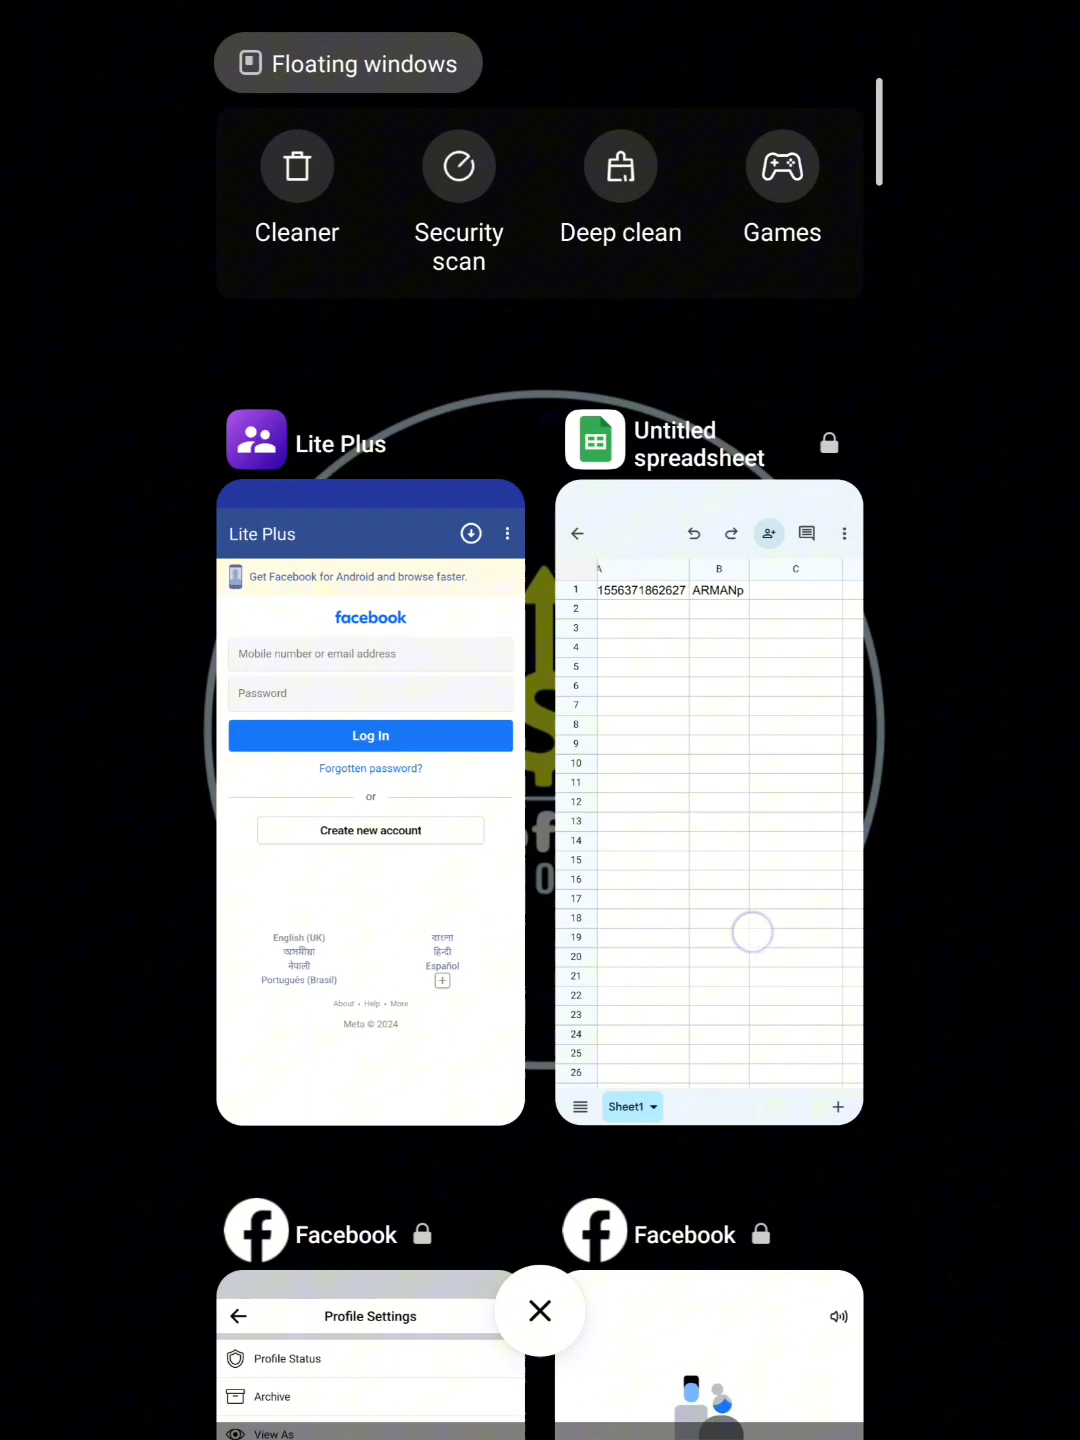 Floating windows
Cleaner
Security
scan
Deep clean
Games
Lite Plus
Lite Plus
Get Facebook for Android and browse faster.
facebook
Mobile number or email address
Password
Log In
Forgotten password?
or
Create new account
English (UK)
বাংলা
অসমীয়া
हिन्दी
नेपाली
Español
Português (Brasil)
About • Help • More
Meta © 2024
Untitled
spreadsheet
A B C
1 1556371862627 ARMANp
2
3
4
5
6
7
8
9
10
11
12
13
14
15
16
17
18
19
20
21
22
23
24
25
26
Sheet1
Facebook
Profile Settings
Profile Status
Archive
View As
Facebook